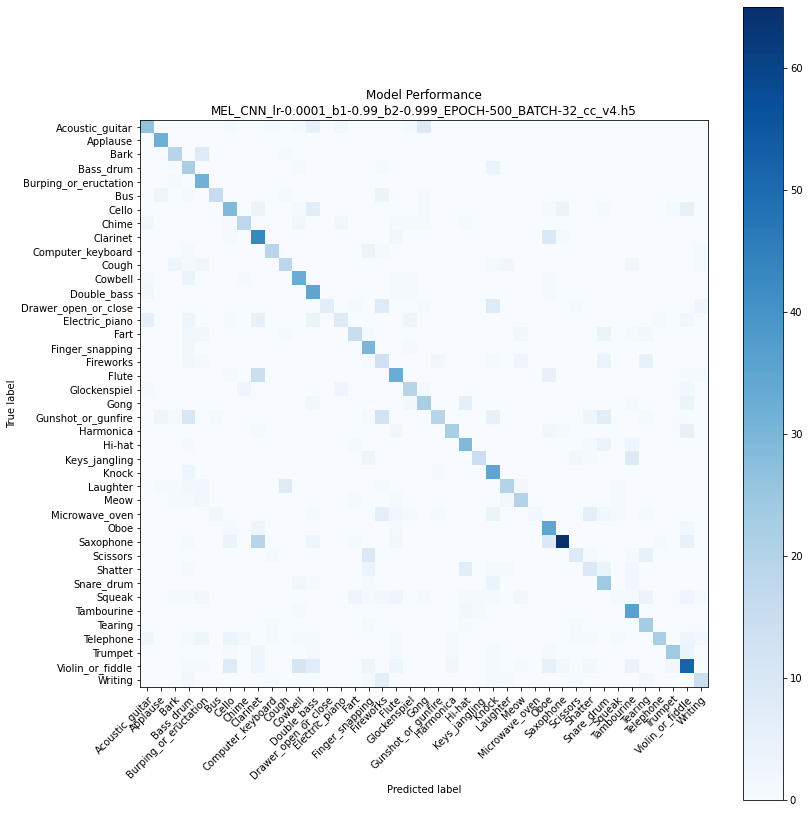 Model Performance
MEL_CNN_lr-0.0001_b1-0.99_b2-0.999_EPOCH-500_BATCH-32_cc_v4.h5
True label
Acoustic_guitar
Applause
Bark
Bass_drum
Burping_or_eructation
Bus
Cello
Chime
Clarinet
Computer_keyboard
Cough
Cowbell
Double_bass
Drawer_open_or_close
Electric_piano
Fart
Finger_snapping
Fireworks
Flute
Glockenspiel
Gong
Gunshot_or_gunfire
Harmonica
Hi-hat
Keys_jangling
Knock
Laughter
Meow
Microwave_oven
Oboe
Saxophone
Scissors
Shatter
Snare_drum
Squeak
Tambourine
Tearing
Telephone
Trumpet
Violin_or_fiddle
Writing
Acoustic_guitar
Applause
Bark
Bass_drum
Burping_or_eructation
Bus
Cello
Chime
Clarinet
Computer_keyboard
Cough
Cowbell
Double_bass
Drawer_open_or_close
Electric_piano
Fart
Finger_snapping
Fireworks
Flute
Glockenspiel
Gong
Gunshot_or_gunfire
Harmonica
Hi-hat
Keys_jangling
Knock
Laughter
Meow
Microwave_oven
Oboe
Saxophone
Scissors
Shatter
Snare_drum
Squeak
Tambourine
Tearing
Telephone
Trumpet
Violin_or_fiddle
Writing
Predicted label
60
50
40
30
20
10
0